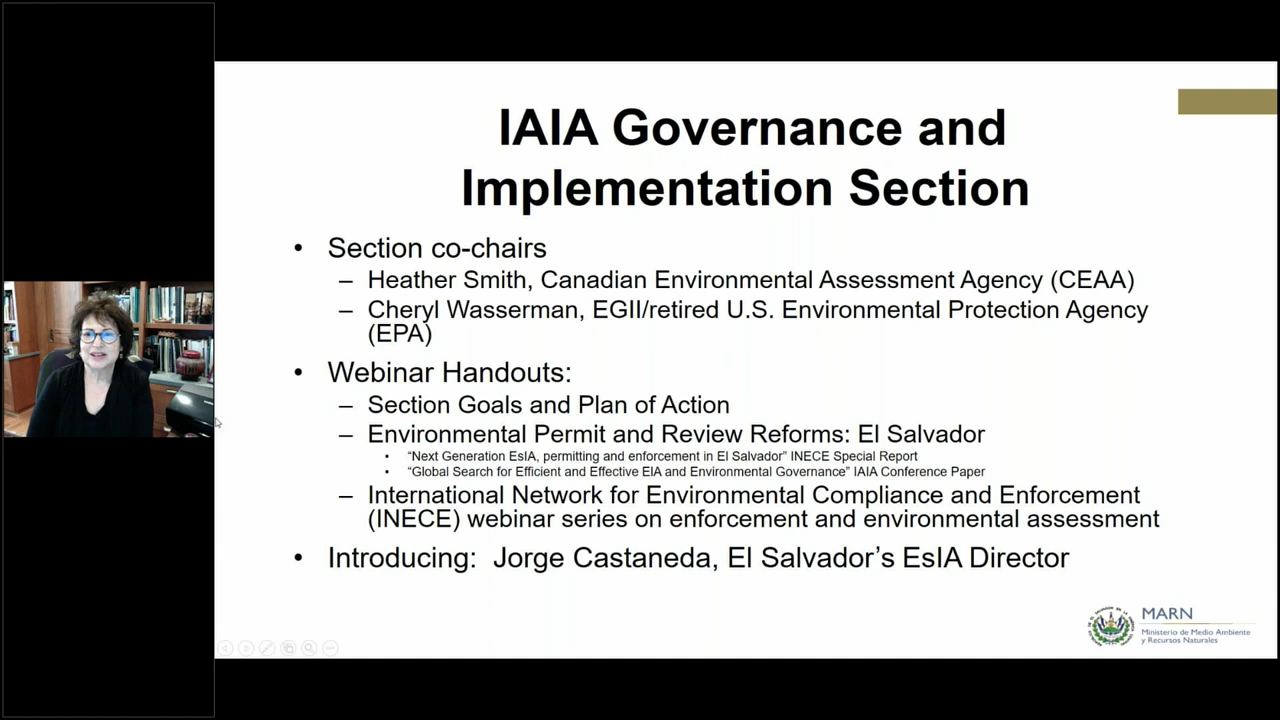 IAIA Governance and
Implementation Section
• Section co-chairs
– Heather Smith, Canadian Environmental Assessment Agency (CEAA)
– Cheryl Wasserman, EGII/retired U.S. Environmental Protection Agency
(EPA)
• Webinar Handouts:
– Section Goals and Plan of Action
– Environmental Permit and Review Reforms: El Salvador
• “Next Generation EsIA, permitting and enforcement in El Salvador” INECE Special Report
• “Global Search for Efficient and Effective EIA and Environmental Governance” IAIA Conference Paper
– International Network for Environmental Compliance and Enforcement
(INECE) webinar series on enforcement and environmental assessment
• Introducing: Jorge Castaneda, El Salvador’s EsIA Director
MARN
Ministerio de Medio Ambiente
y Recursos Naturales